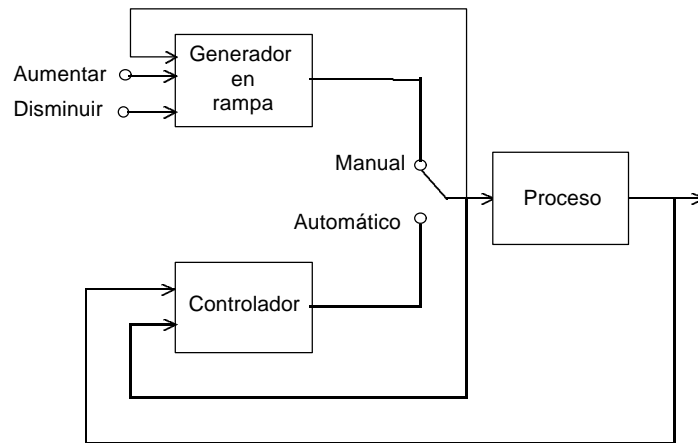 Generador
en
rampa
Aumentar
Disminuir
Manual
Proceso
Automático
Controlador